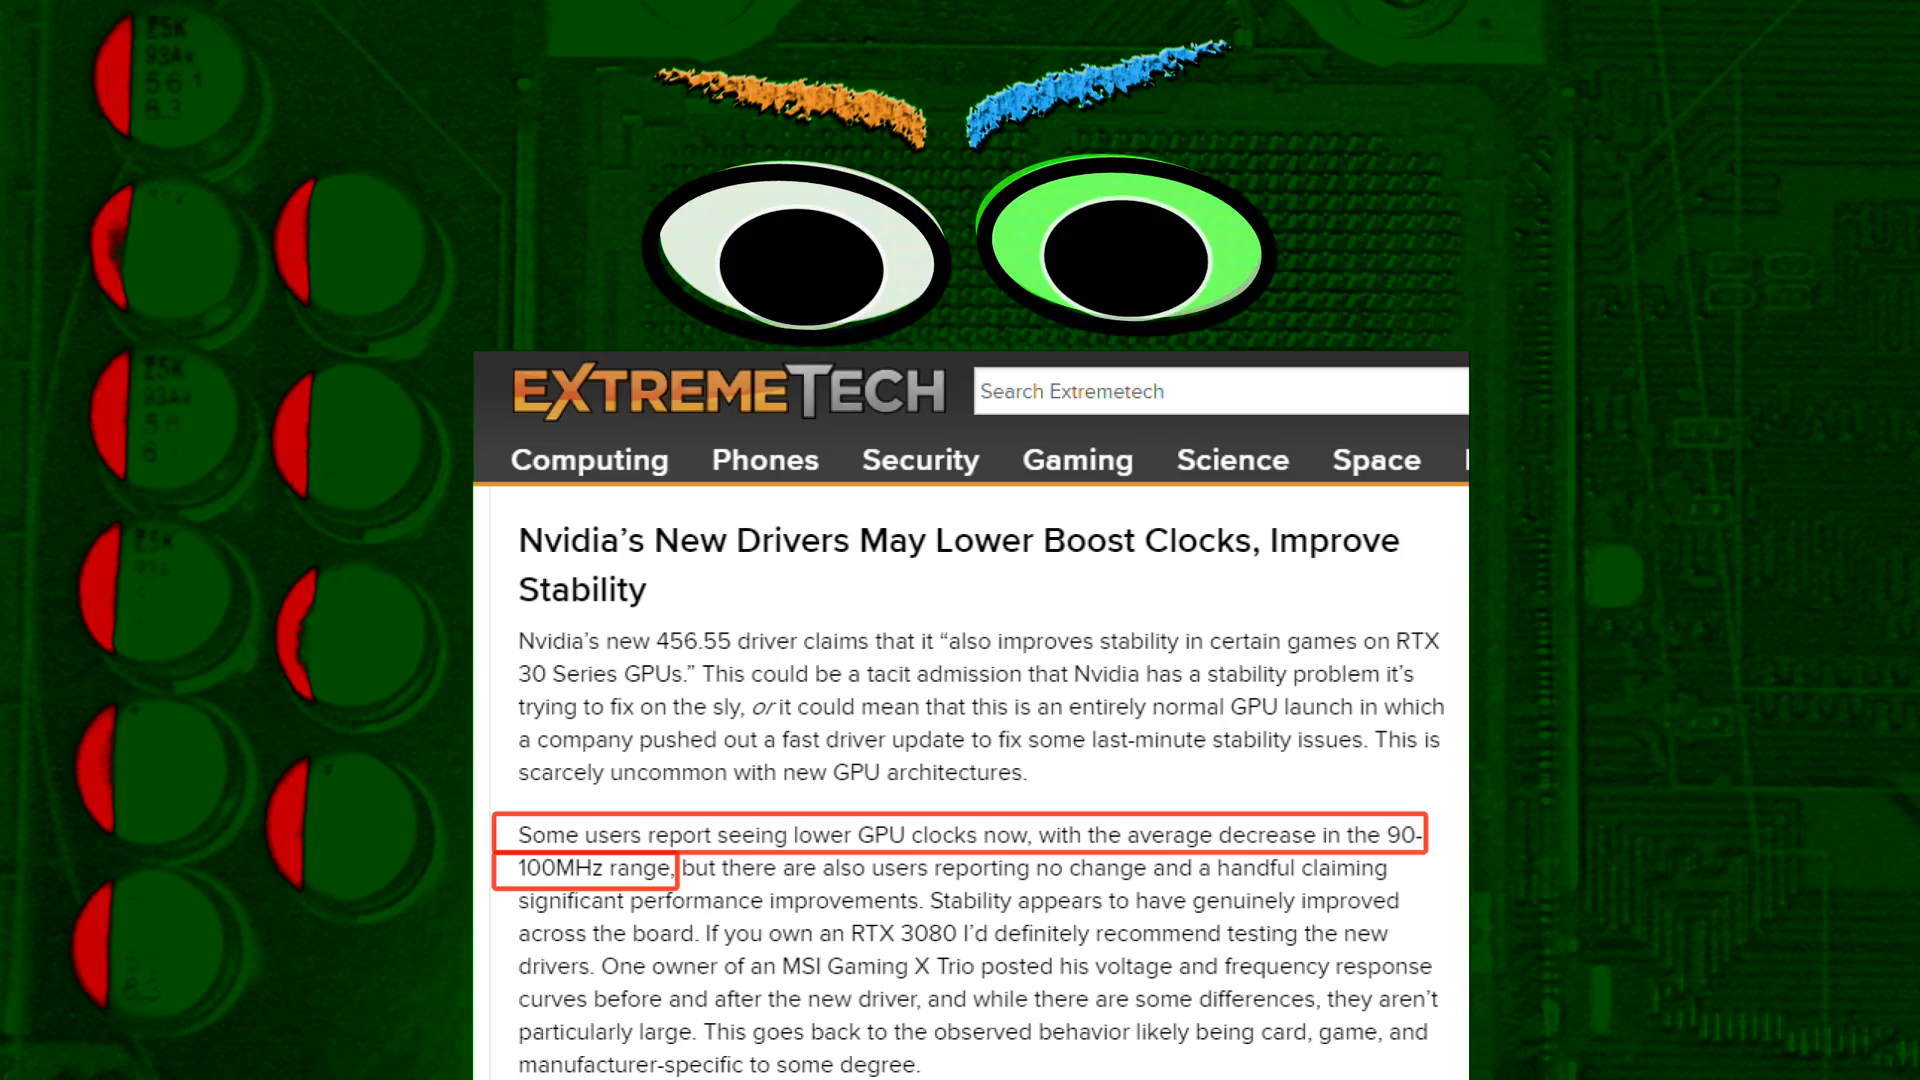 EXTREMETECH
Search Extremetech
Computing Phones Security Gaming Science Space
Nvidia’s New Drivers May Lower Boost Clocks, Improve
Stability
Nvidia’s new 456.55 driver claims that it “also improves stability in certain games on RTX
30 Series GPUs.” This could be a tacit admission that Nvidia has a stability problem it’s
trying to fix on the sly, or it could mean that this is an entirely normal GPU launch in which
a company pushed out a fast driver update to fix some last-minute stability issues. This is
scarcely uncommon with new GPU architectures.
Some users report seeing lower GPU clocks now, with the average decrease in the 90-
100MHz range, but there are also users reporting no change and a handful claiming
significant performance improvements. Stability appears to have genuinely improved
across the board. If you own an RTX 3080 I’d definitely recommend testing the new
drivers. One owner of an MSI Gaming X Trio posted his voltage and frequency response
curves before and after the new driver, and while there are some differences, they aren’t
particularly large. This goes back to the observed behavior likely being card, game, and
manufacturer-specific to some degree.